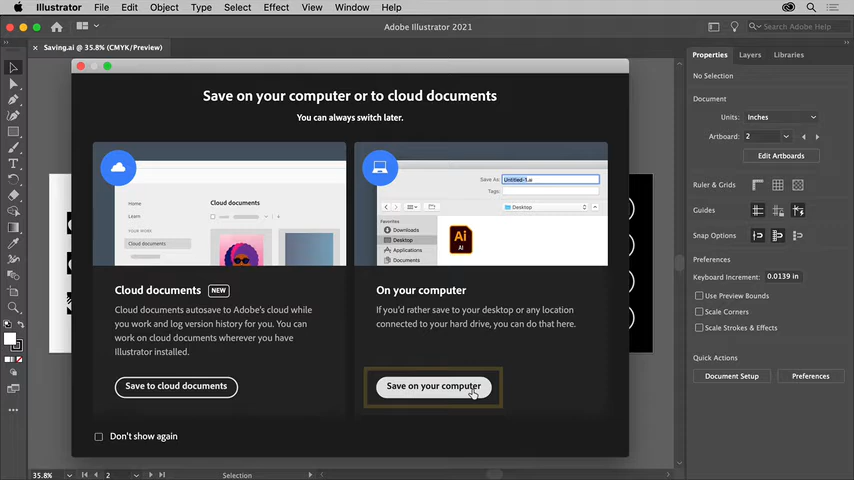 Illustrator File Edit Object Type Select Effect View Window Help
Adobe Illustrator 2021
Search Adobe Help
Saving.ai @ 35.8% (CMYK/Preview)
Save on your computer or to cloud documents
You can always switch later.
Home
Learn
YOUR WORK
Cloud documents
Cloud documents
Save As: Untitled-1.ai
Tags:
Desktop
Favorites
Downloads
Desktop
Applications
Documents
Ai
AI
Cloud documents NEW
Cloud documents autosave to Adobe's cloud while
you work and log version history for you. You can
work on cloud documents wherever you have
Illustrator installed.
Save to cloud documents
On your computer
If you'd rather save to your desktop or any location
connected to your hard drive, you can do that here.
Save on your computer
Don't show again
Properties Layers Libraries
No Selection
Document
Units: Inches
Artboard: 2
Edit Artboards
Ruler & Grids
Guides
Snap Options
Preferences
Keyboard Increment: 0.0139 in
Use Preview Bounds
Scale Corners
Scale Strokes & Effects
Quick Actions
Document Setup Preferences
35.8% 2 Selection